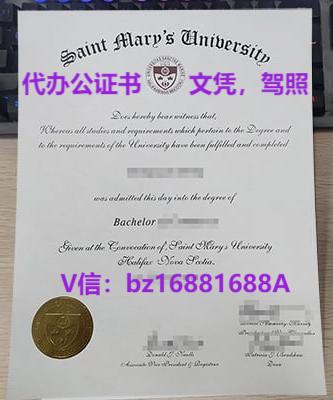 Saint Mary's University
代办公证书 文凭，驾照
Does hereby bear witness that,
Whereas all studies and requirements which pertain to the Degree and
to the requirements of the University have been fulfilled and completed
was admitted this day into the degree of
Bachelor
Given at the Convocation of Saint Mary's University
Halifax Nova Scotia.
V信：bz16881688A
Associate Vice President & Registrar
Dean